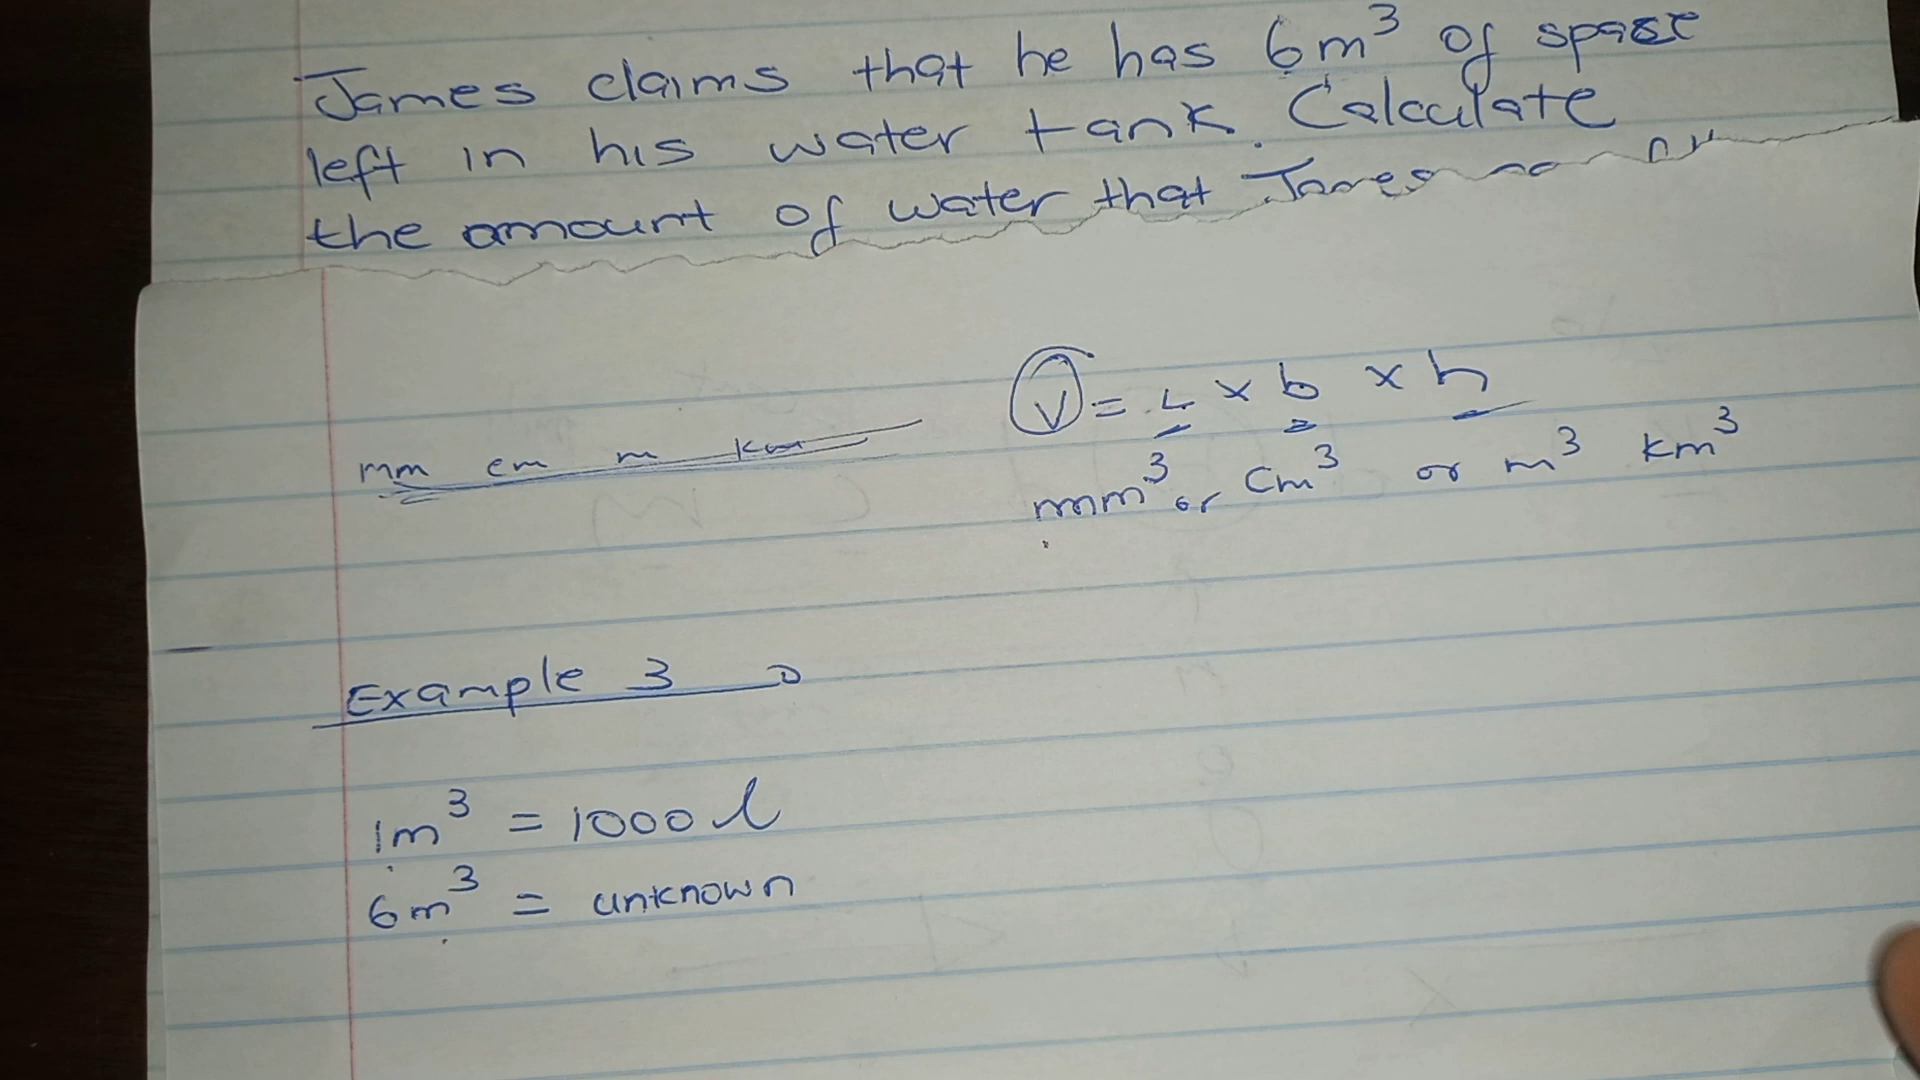 James claims that he has 6m³ of space
left in his water tank. Calculate
the amount of water that James
V = L x b x h
mm cm m km
mm³ or cm³ or m³ km³
Example 3
1m³ = 1000 l
6m³ = unknown